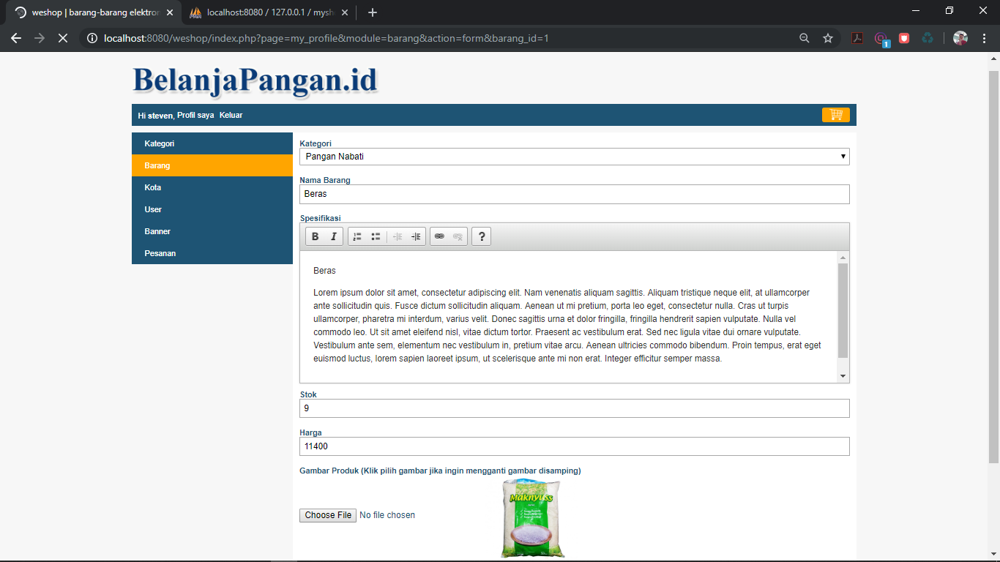 weshop | barang-barang elektron
localhost:8080 / 127.0.0.1 / mysh
localhost:8080/weshop/index.php?page=my_profile&module=barang&action=form&barang_id=1
1
BelanjaPangan.id
Hi steven, Profil saya Keluar
Kategori
Barang
Kota
User
Banner
Pesanan
Kategori
Pangan Nabati
Nama Barang
Beras
Spesifikasi
B I ?
Beras
Lorem ipsum dolor sit amet, consectetur adipiscing elit. Nam venenatis aliquam sagittis. Aliquam tristique neque elit, at ullamcorper
ante sollicitudin quis. Fusce dictum sollicitudin aliquam. Aenean ut mi pretium, porta leo eget, consectetur nulla. Cras ut turpis
ullamcorper, pharetra mi interdum, varius velit. Donec sagittis urna et dolor fringilla, fringilla hendrerit sapien vulputate. Nulla vel
commodo leo. Ut sit amet eleifend nisl, vitae dictum tortor. Praesent ac vestibulum erat. Sed nec ligula vitae dui ornare vulputate.
Vestibulum ante sem, elementum nec vestibulum in, pretium vitae arcu. Aenean ultricies commodo bibendum. Proin tempus, erat eget
euismod luctus, lorem sapien laoreet ipsum, ut scelerisque ante mi non erat. Integer efficitur semper massa.
Stok
9
Harga
11400
Gambar Produk (Klik pilih gambar jika ingin mengganti gambar disamping)
Choose File No file chosen
Maknyuss